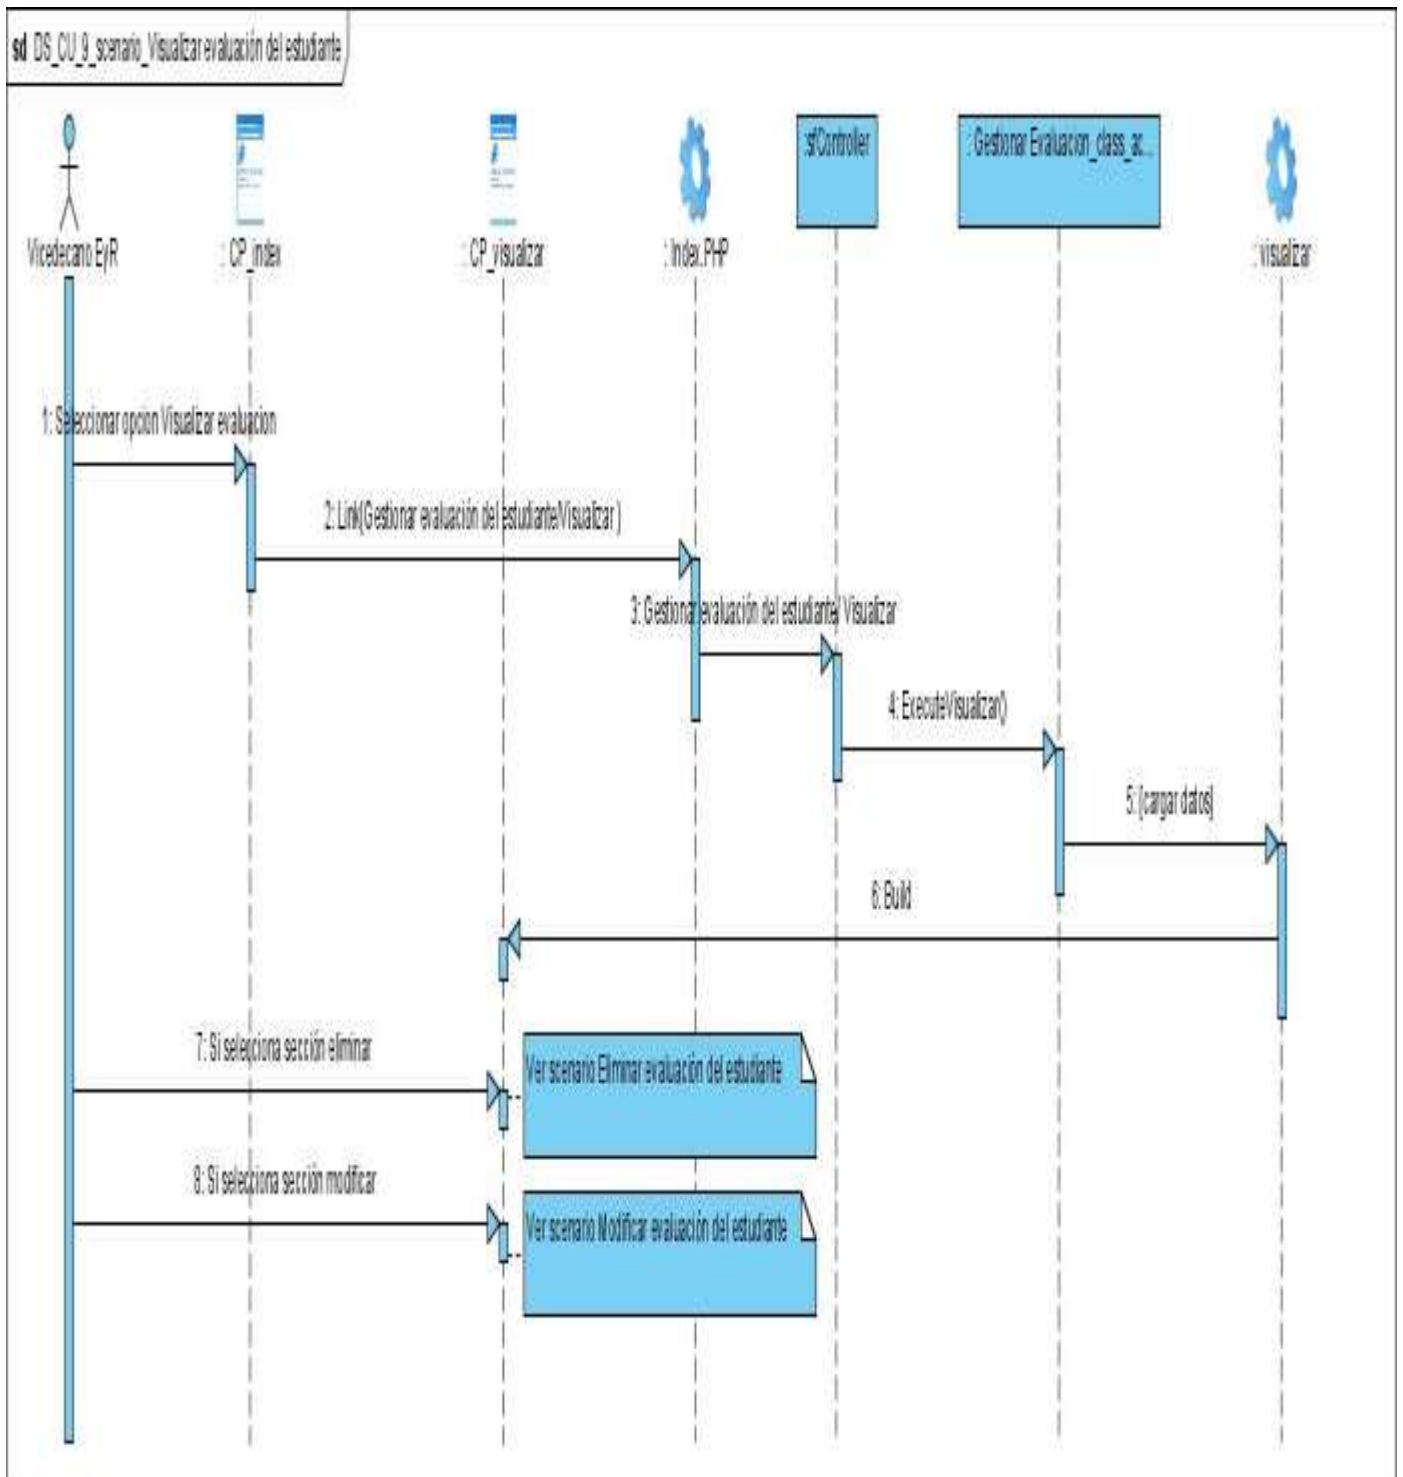 sd DS_CU_9_scenario_Visualizar evaluación del estudiante
Vicedecano EyR
: CP_index
: CP_visualizar
: Index.PHP
:sfController
: Gestionar Evaluacion_class_ac...
: visualizar
1: Seleccionar opcion Visualizar evaluacion
2: Link(Gestionar evaluación del estudiante/Visualizar )
3: Gestionar evaluación del estudiante/ Visualizar
4: ExecuteVisualizar()
5: [cargar datos]
6: Build
7: Si selecciona sección eliminar
Ver scenario Eliminar evaluación del estudiante
8: Si selecciona sección modificar
Ver scenario Modificar evaluación del estudiante